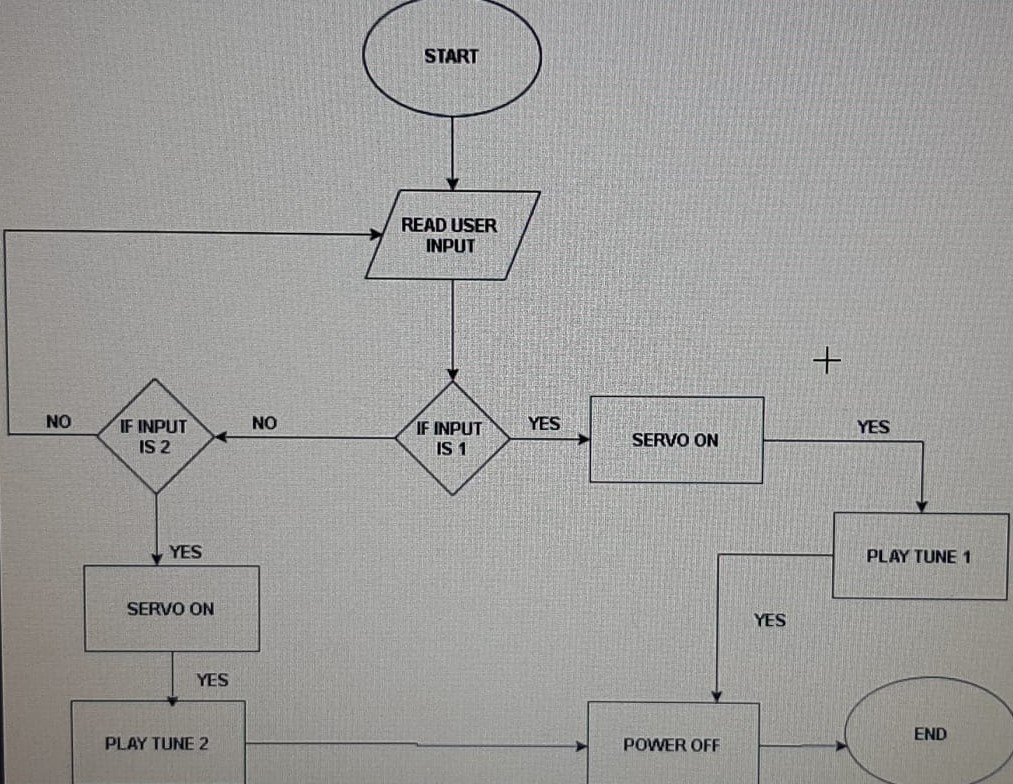 START
READ USER
INPUT
NO
IF INPUT
IS 2
NO
IF INPUT
IS 1
YES
SERVO ON
YES
YES
SERVO ON
PLAY TUNE 1
YES
YES
PLAY TUNE 2
POWER OFF
END